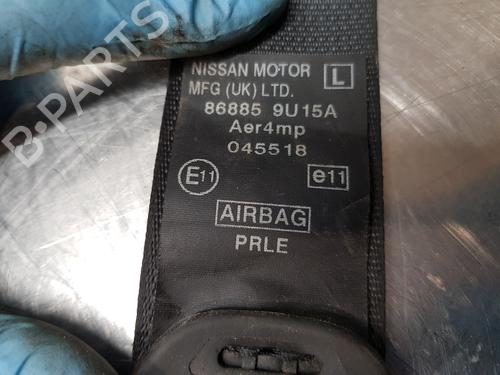 NISSAN MOTOR L
MFG (UK) LTD.
86885 9U15A
Aer4mp
045518
E11 e11
AIRBAG
PRLE
B-PARTS